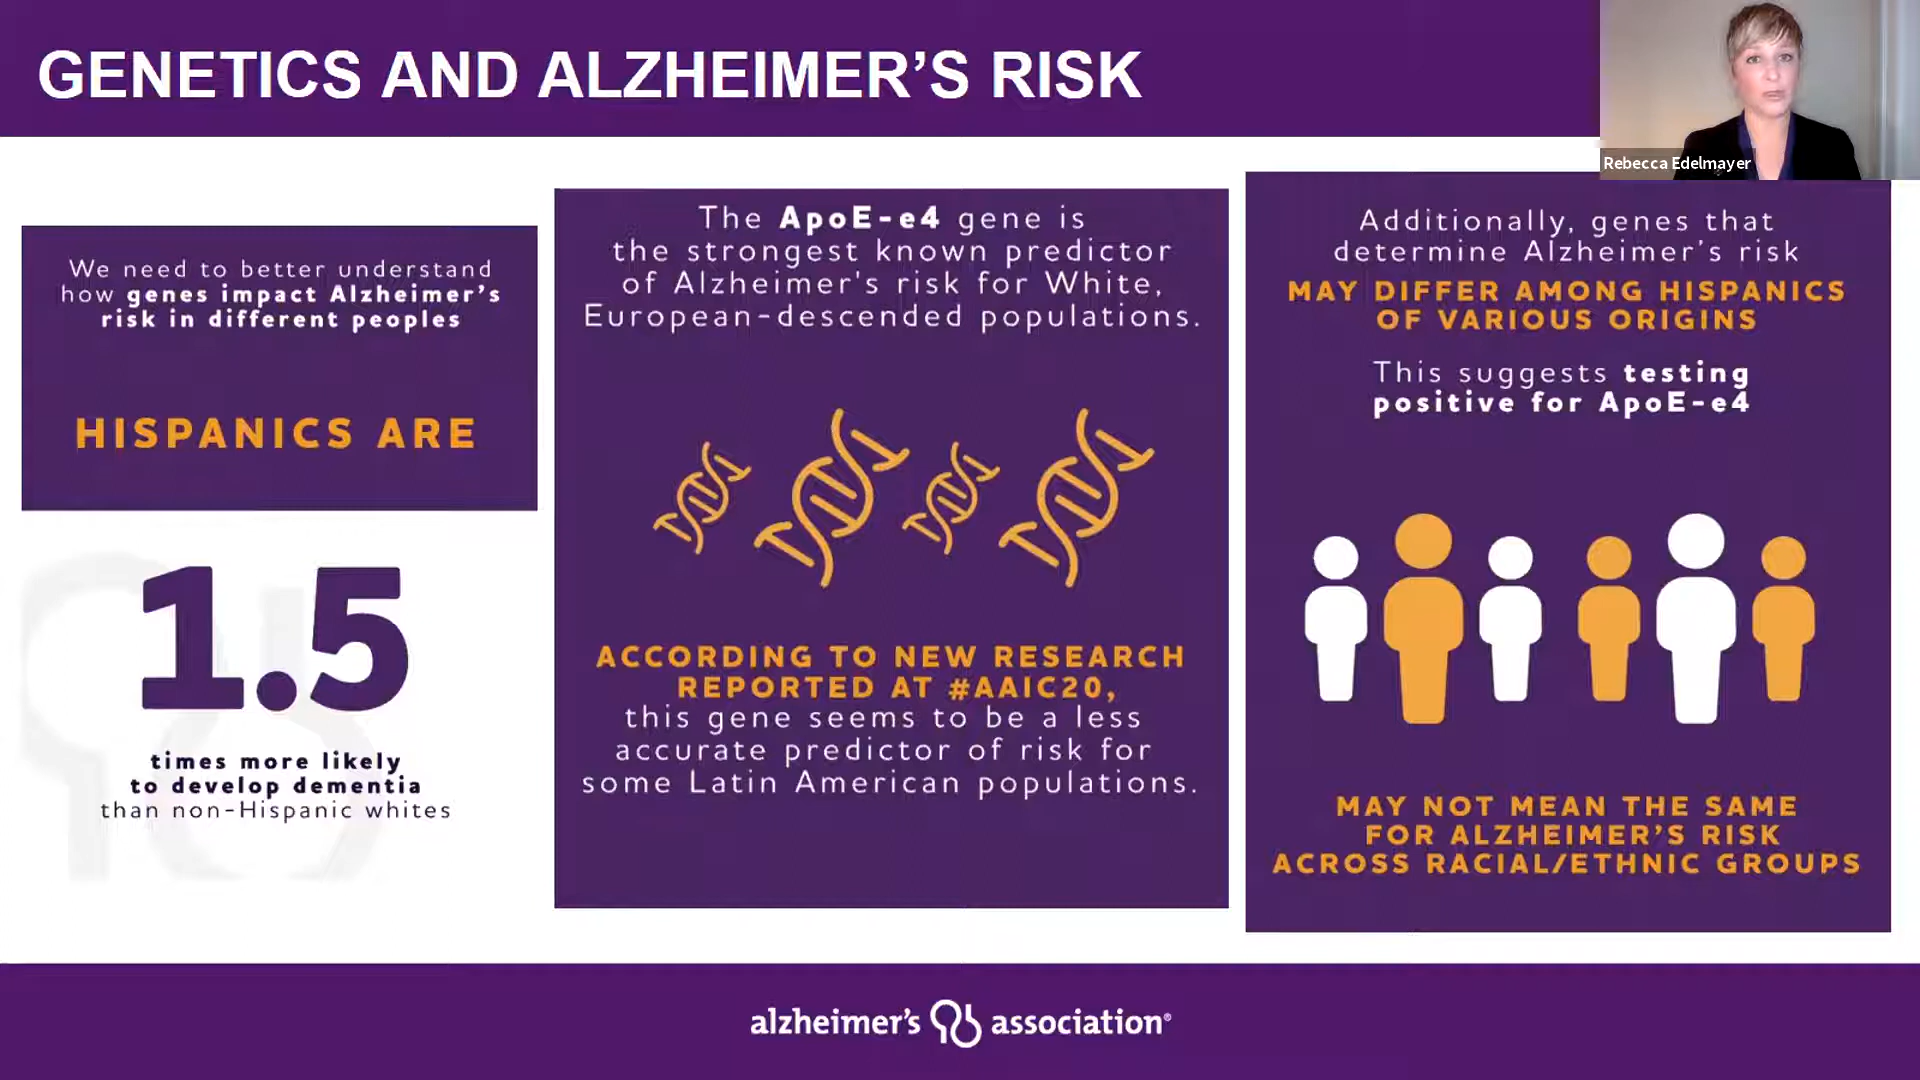 GENETICS AND ALZHEIMER’S RISK
Rebecca Edelmayer
We need to better understand
how genes impact Alzheimer’s
risk in different peoples
HISPANICS ARE
1.5
times more likely
to develop dementia
than non-Hispanic whites
The ApoE-e4 gene is
the strongest known predictor
of Alzheimer's risk for White,
European-descended populations.
ACCORDING TO NEW RESEARCH
REPORTED AT #AAIC20,
this gene seems to be a less
accurate predictor of risk for
some Latin American populations.
Additionally, genes that
determine Alzheimer’s risk
MAY DIFFER AMONG HISPANICS
OF VARIOUS ORIGINS
This suggests testing
positive for ApoE-e4
MAY NOT MEAN THE SAME
FOR ALZHEIMER’S RISK
ACROSS RACIAL/ETHNIC GROUPS
alzheimer’s association®